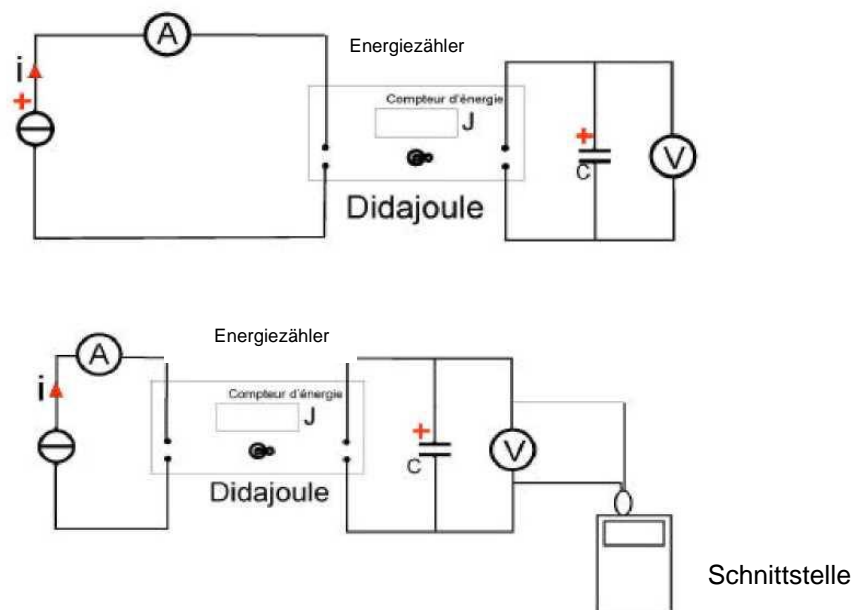 A
Energiezähler
i
+
Compteur d'énergie
J
+
C
V
Didajoule
Energiezähler
A
i
Compteur d'énergie
J
+
C
V
Didajoule
Schnittstelle